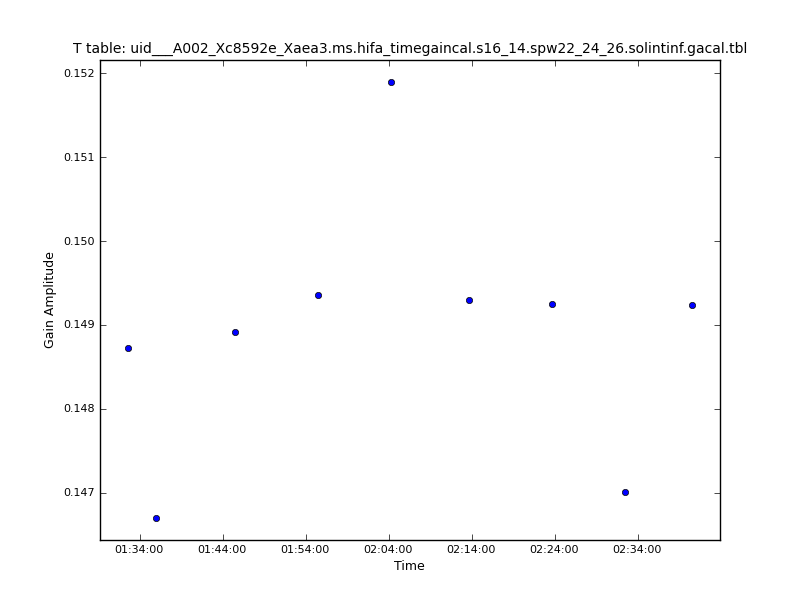 T table: uid___A002_Xc8592e_Xaea3.ms.hifa_timegaincal.s16_14.spw22_24_26.solintinf.gacal.tbl
0.152
0.151
0.150
0.149
0.148
0.147
Gain Amplitude
01:34:00 01:44:00 01:54:00 02:04:00 02:14:00 02:24:00 02:34:00
Time